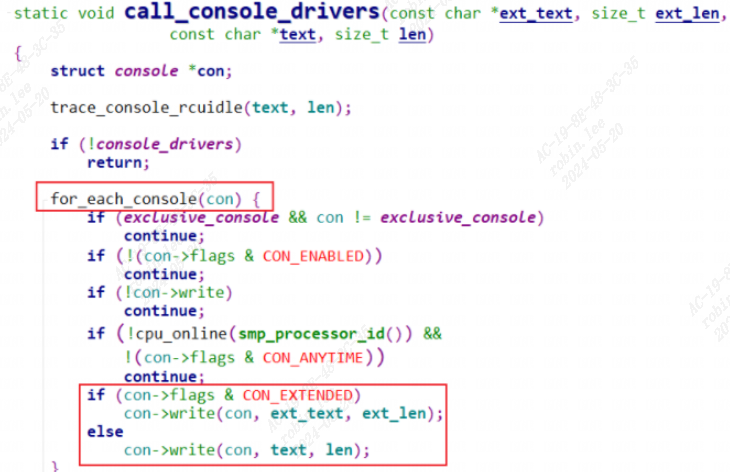 static void call_console_drivers(const char *ext_text, size_t ext_len,
const char *text, size_t len)
{
struct console *con;
trace_console_rcuidle(text, len);
if (!console_drivers)
return;
for_each_console(con) {
if (exclusive_console && con != exclusive_console)
continue;
if (!(con->flags & CON_ENABLED))
continue;
if (!con->write)
continue;
if (!cpu_online(smp_processor_id()) &&
!(con->flags & CON_ANYTIME))
continue;
if (con->flags & CON_EXTENDED)
con->write(con, ext_text, ext_len);
else
con->write(con, text, len);
}
AC-19-8E-48-3C-36
robin.lee
2024-05-20